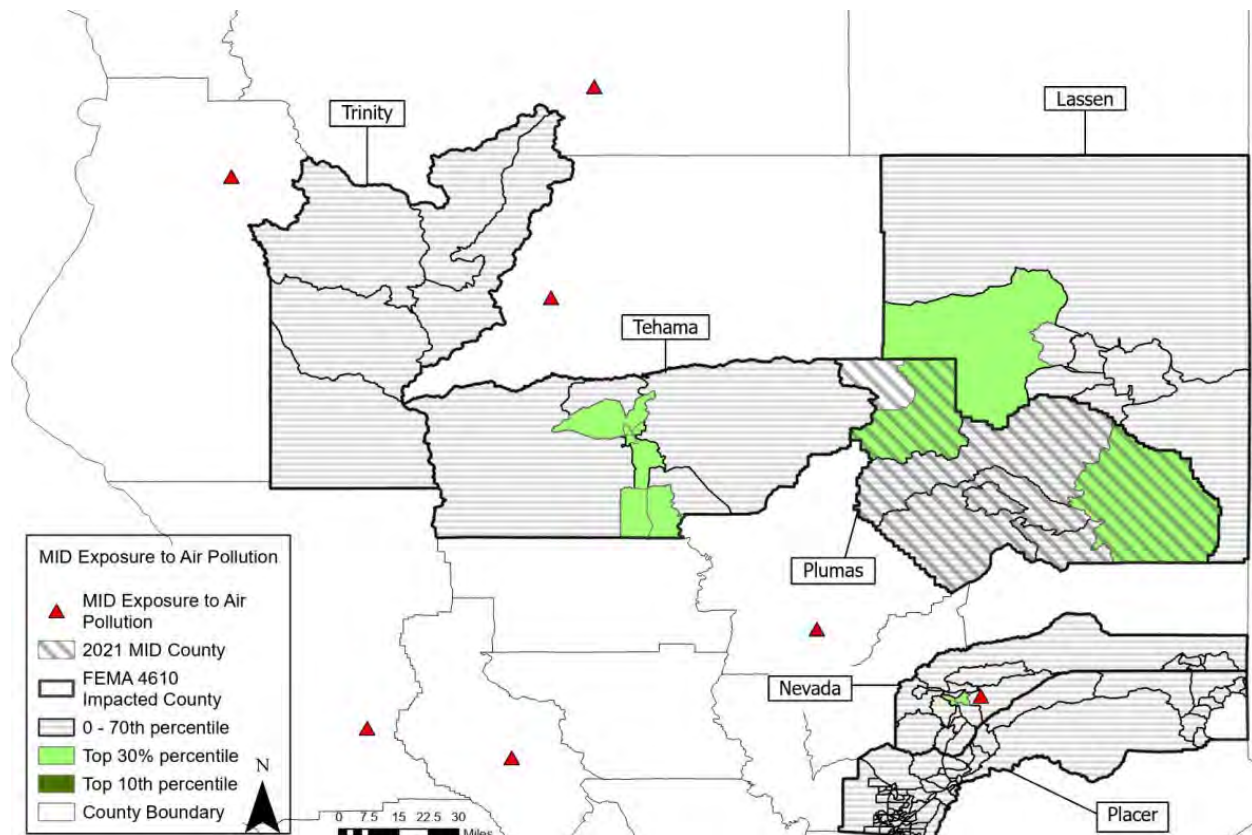 Trinity
Lassen
Tehama
Plumas
Nevada
Placer
MID Exposure to Air Pollution
MID Exposure to Air
Pollution
2021 MID County
FEMA 4610
Impacted County
0 - 70th percentile
Top 30% percentile
Top 10th percentile
County Boundary
N
0 7.5 15 22.5 30
Miles